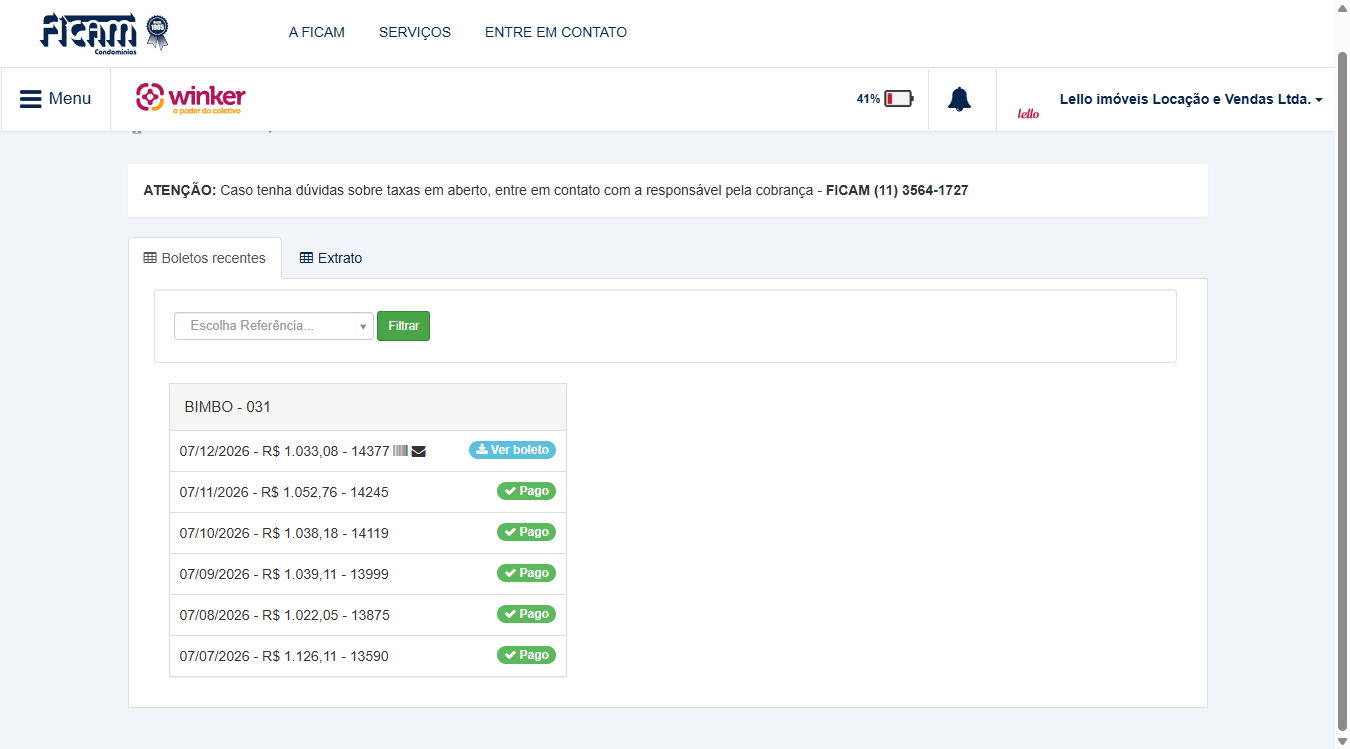 FICAM
Condomínios
1985
A FICAM
SERVIÇOS
ENTRE EM CONTATO
Menu
winker
o poder do coletivo
41%
lello
Lello imóveis Locação e Vendas Ltda.
ATENÇÃO: Caso tenha dúvidas sobre taxas em aberto, entre em contato com a responsável pela cobrança - FICAM (11) 3564-1727
Boletos recentes
Extrato
Escolha Referência...
Filtrar
BIMBO - 031
07/12/2026 - R$ 1.033,08 - 14377 Ver boleto
07/11/2026 - R$ 1.052,76 - 14245 Pago
07/10/2026 - R$ 1.038,18 - 14119 Pago
07/09/2026 - R$ 1.039,11 - 13999 Pago
07/08/2026 - R$ 1.022,05 - 13875 Pago
07/07/2026 - R$ 1.126,11 - 13590 Pago